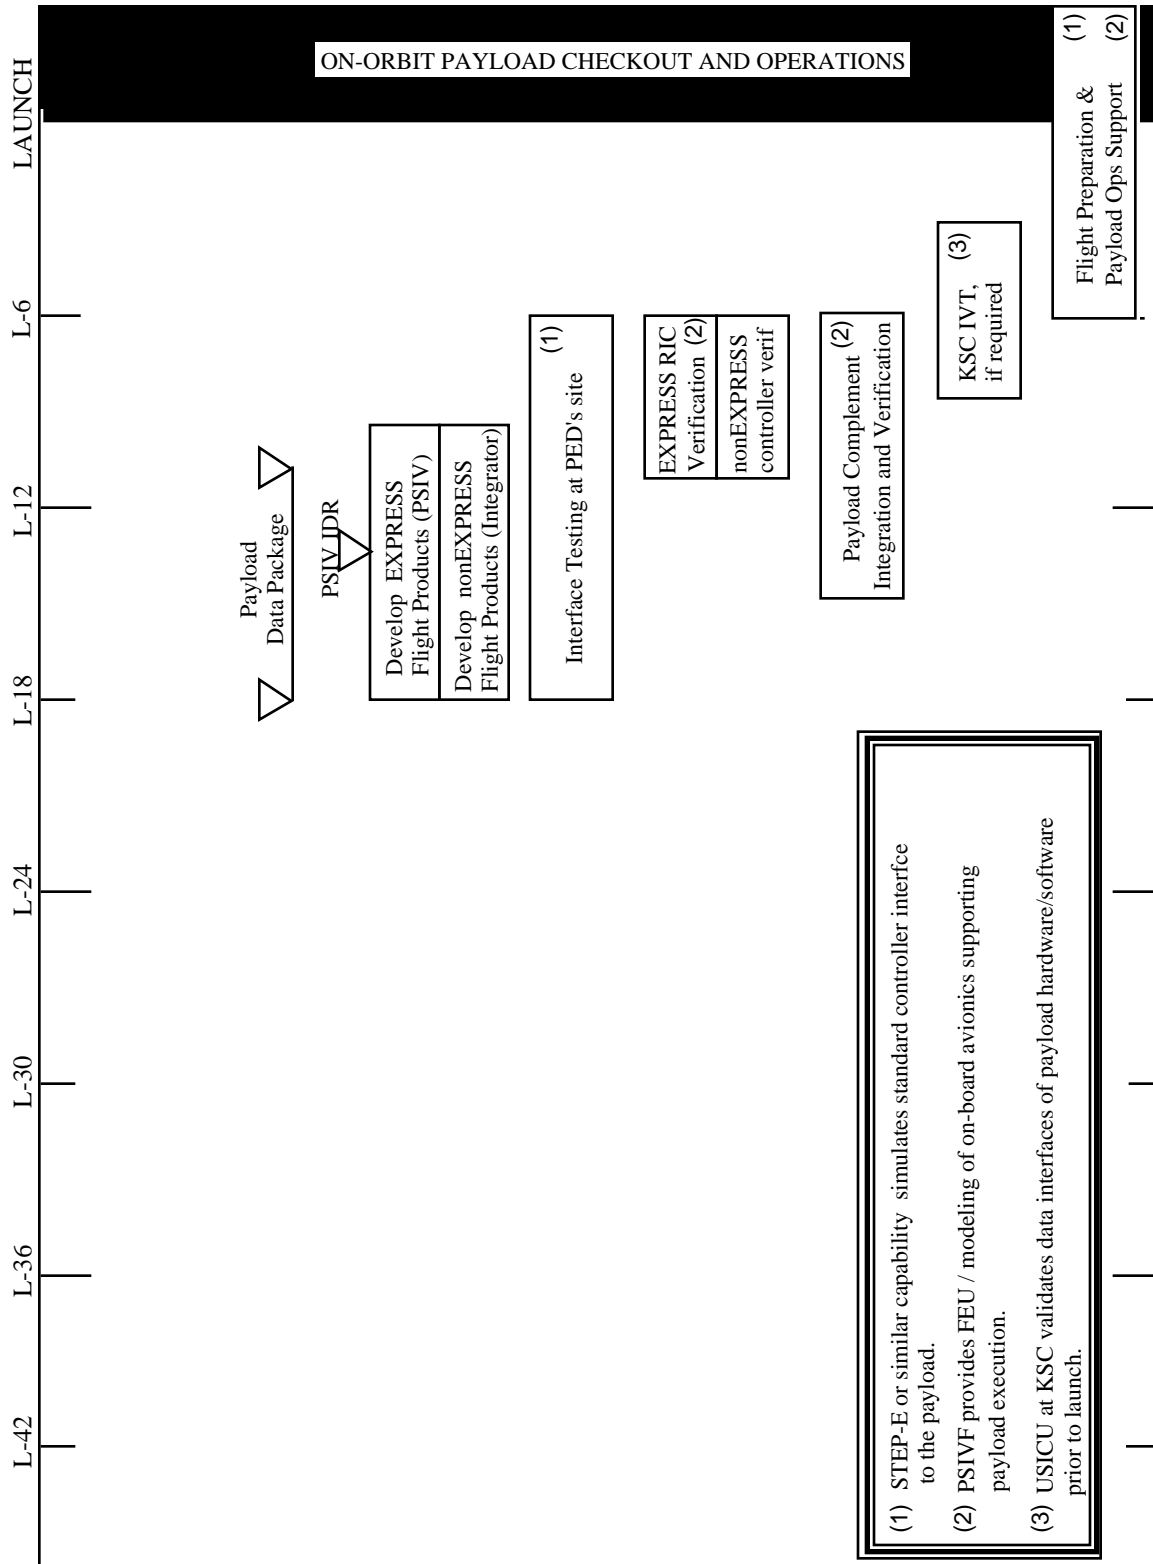 L-42
L-36
L-30
L-24
L-18
L-12
L-6
LAUNCH
Payload
Data Package
PSIV IDR
Develop EXPRESS
Flight Products (PSIV)
Develop nonEXPRESS
Flight Products (Integrator)
Interface Testing at PED's site
(1)
EXPRESS RIC
Verification (2)
nonEXPRESS
controller verif
Payload Complement (2)
Integration and Verification
KSC IVT, (3)
if required
Flight Preparation & (1)
Payload Ops Support (2)
ON-ORBIT PAYLOAD CHECKOUT AND OPERATIONS
(1) STEP-E or similar capability simulates standard controller interfce
to the payload.
(2) PSIVF provides FEU / modeling of on-board avionics supporting
payload execution.
(3) USICU at KSC validates data interfaces of payload hardware/software
prior to launch.